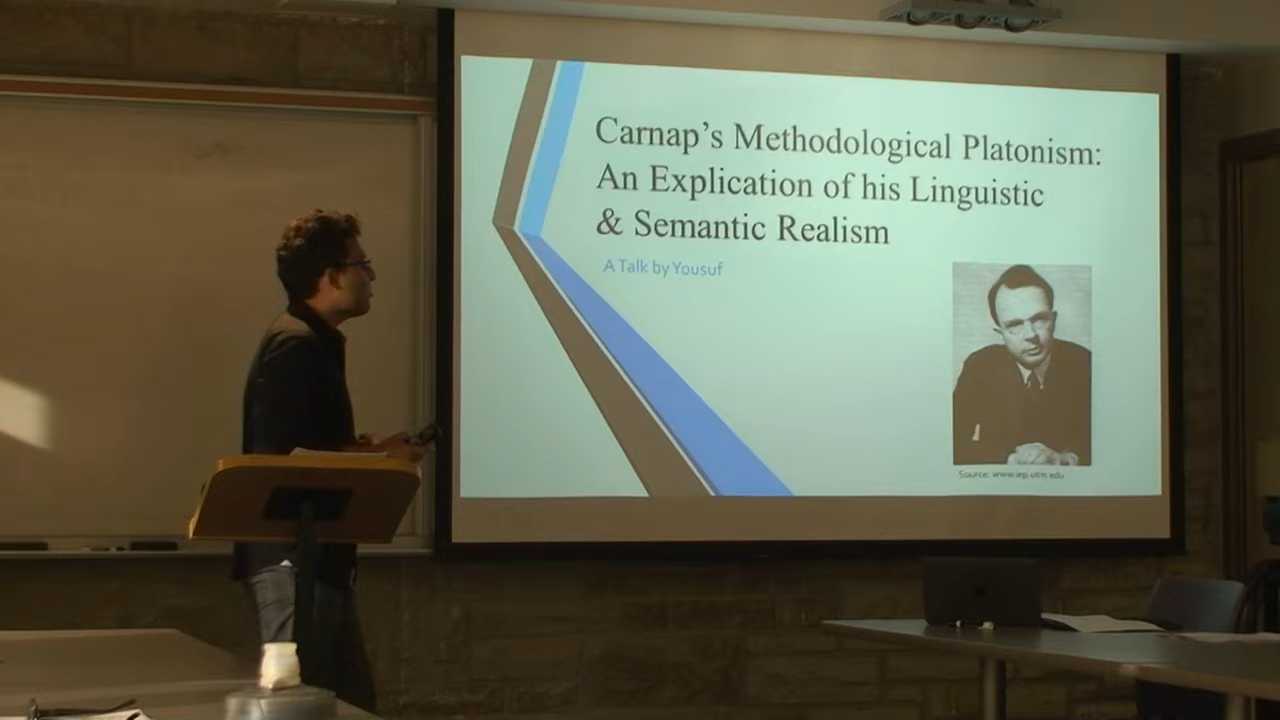 Carnap's Methodological Platonism:
An Explication of his Linguistic
& Semantic Realism
A Talk by Yousuf
Source: www.iep.utm.edu